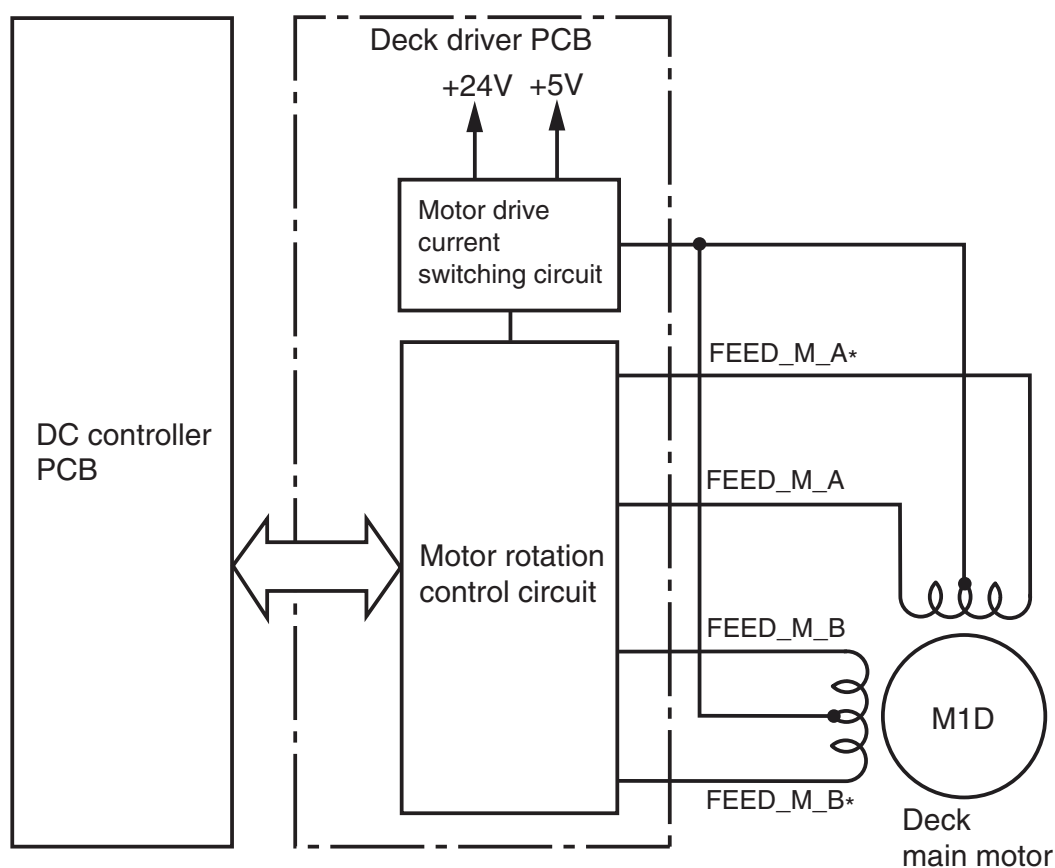 Deck driver PCB
+24V +5V
Motor drive
current
switching circuit
FEED_M_A*
DC controller
PCB
FEED_M_A
Motor rotation
control circuit
FEED_M_B
M1D
FEED_M_B*
Deck
main motor